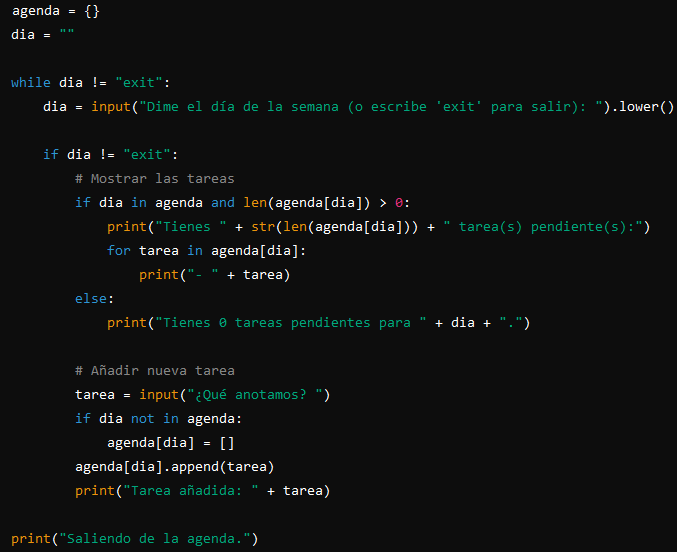 agenda = {}
dia = ""
while dia != "exit":
dia = input("Dime el día de la semana (o escribe 'exit' para salir): ").lower()
if dia != "exit":
# Mostrar las tareas
if dia in agenda and len(agenda[dia]) > 0:
print("Tienes " + str(len(agenda[dia])) + " tarea(s) pendiente(s):")
for tarea in agenda[dia]:
print("- " + tarea)
else:
print("Tienes 0 tareas pendientes para " + dia + ".")
# Añadir nueva tarea
tarea = input("¿Qué anotamos? ")
if dia not in agenda:
agenda[dia] = []
agenda[dia].append(tarea)
print("Tarea añadida: " + tarea)
print("Saliendo de la agenda.")